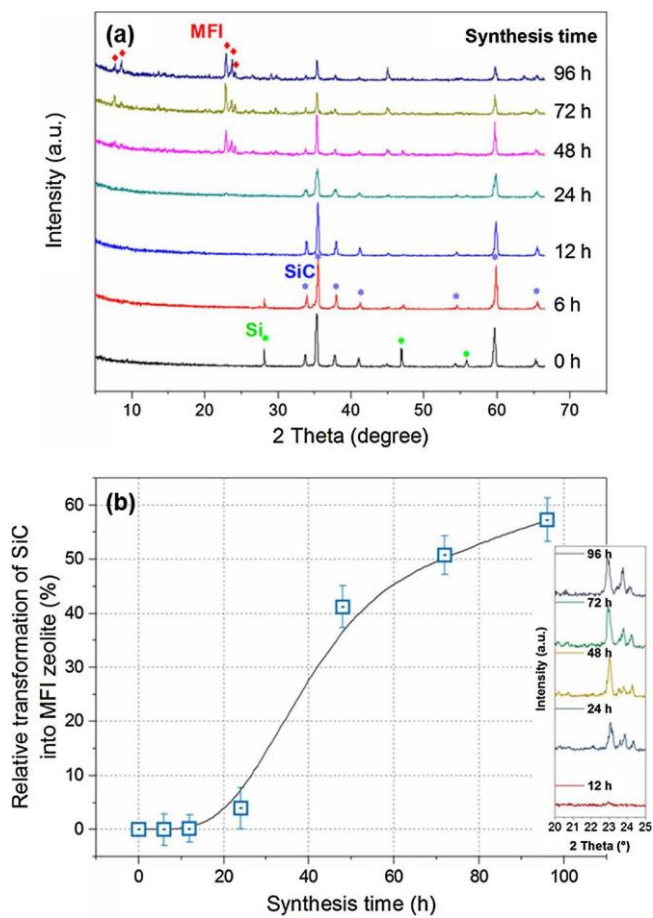 (a)
MFI
Synthesis time
96 h
72 h
48 h
24 h
12 h
SiC
6 h
Si
0 h
Intensity (a.u.)
10 20 30 40 50 60 70
2 Theta (degree)
(b)
60
50
40
30
20
10
0
Relative transformation of SiC
into MFI zeolite (%)
0 20 40 60 80 100
Synthesis time (h)
96 h
72 h
48 h
24 h
12 h
Intensity (a.u.)
20 21 22 23 24 25
2 Theta (°)